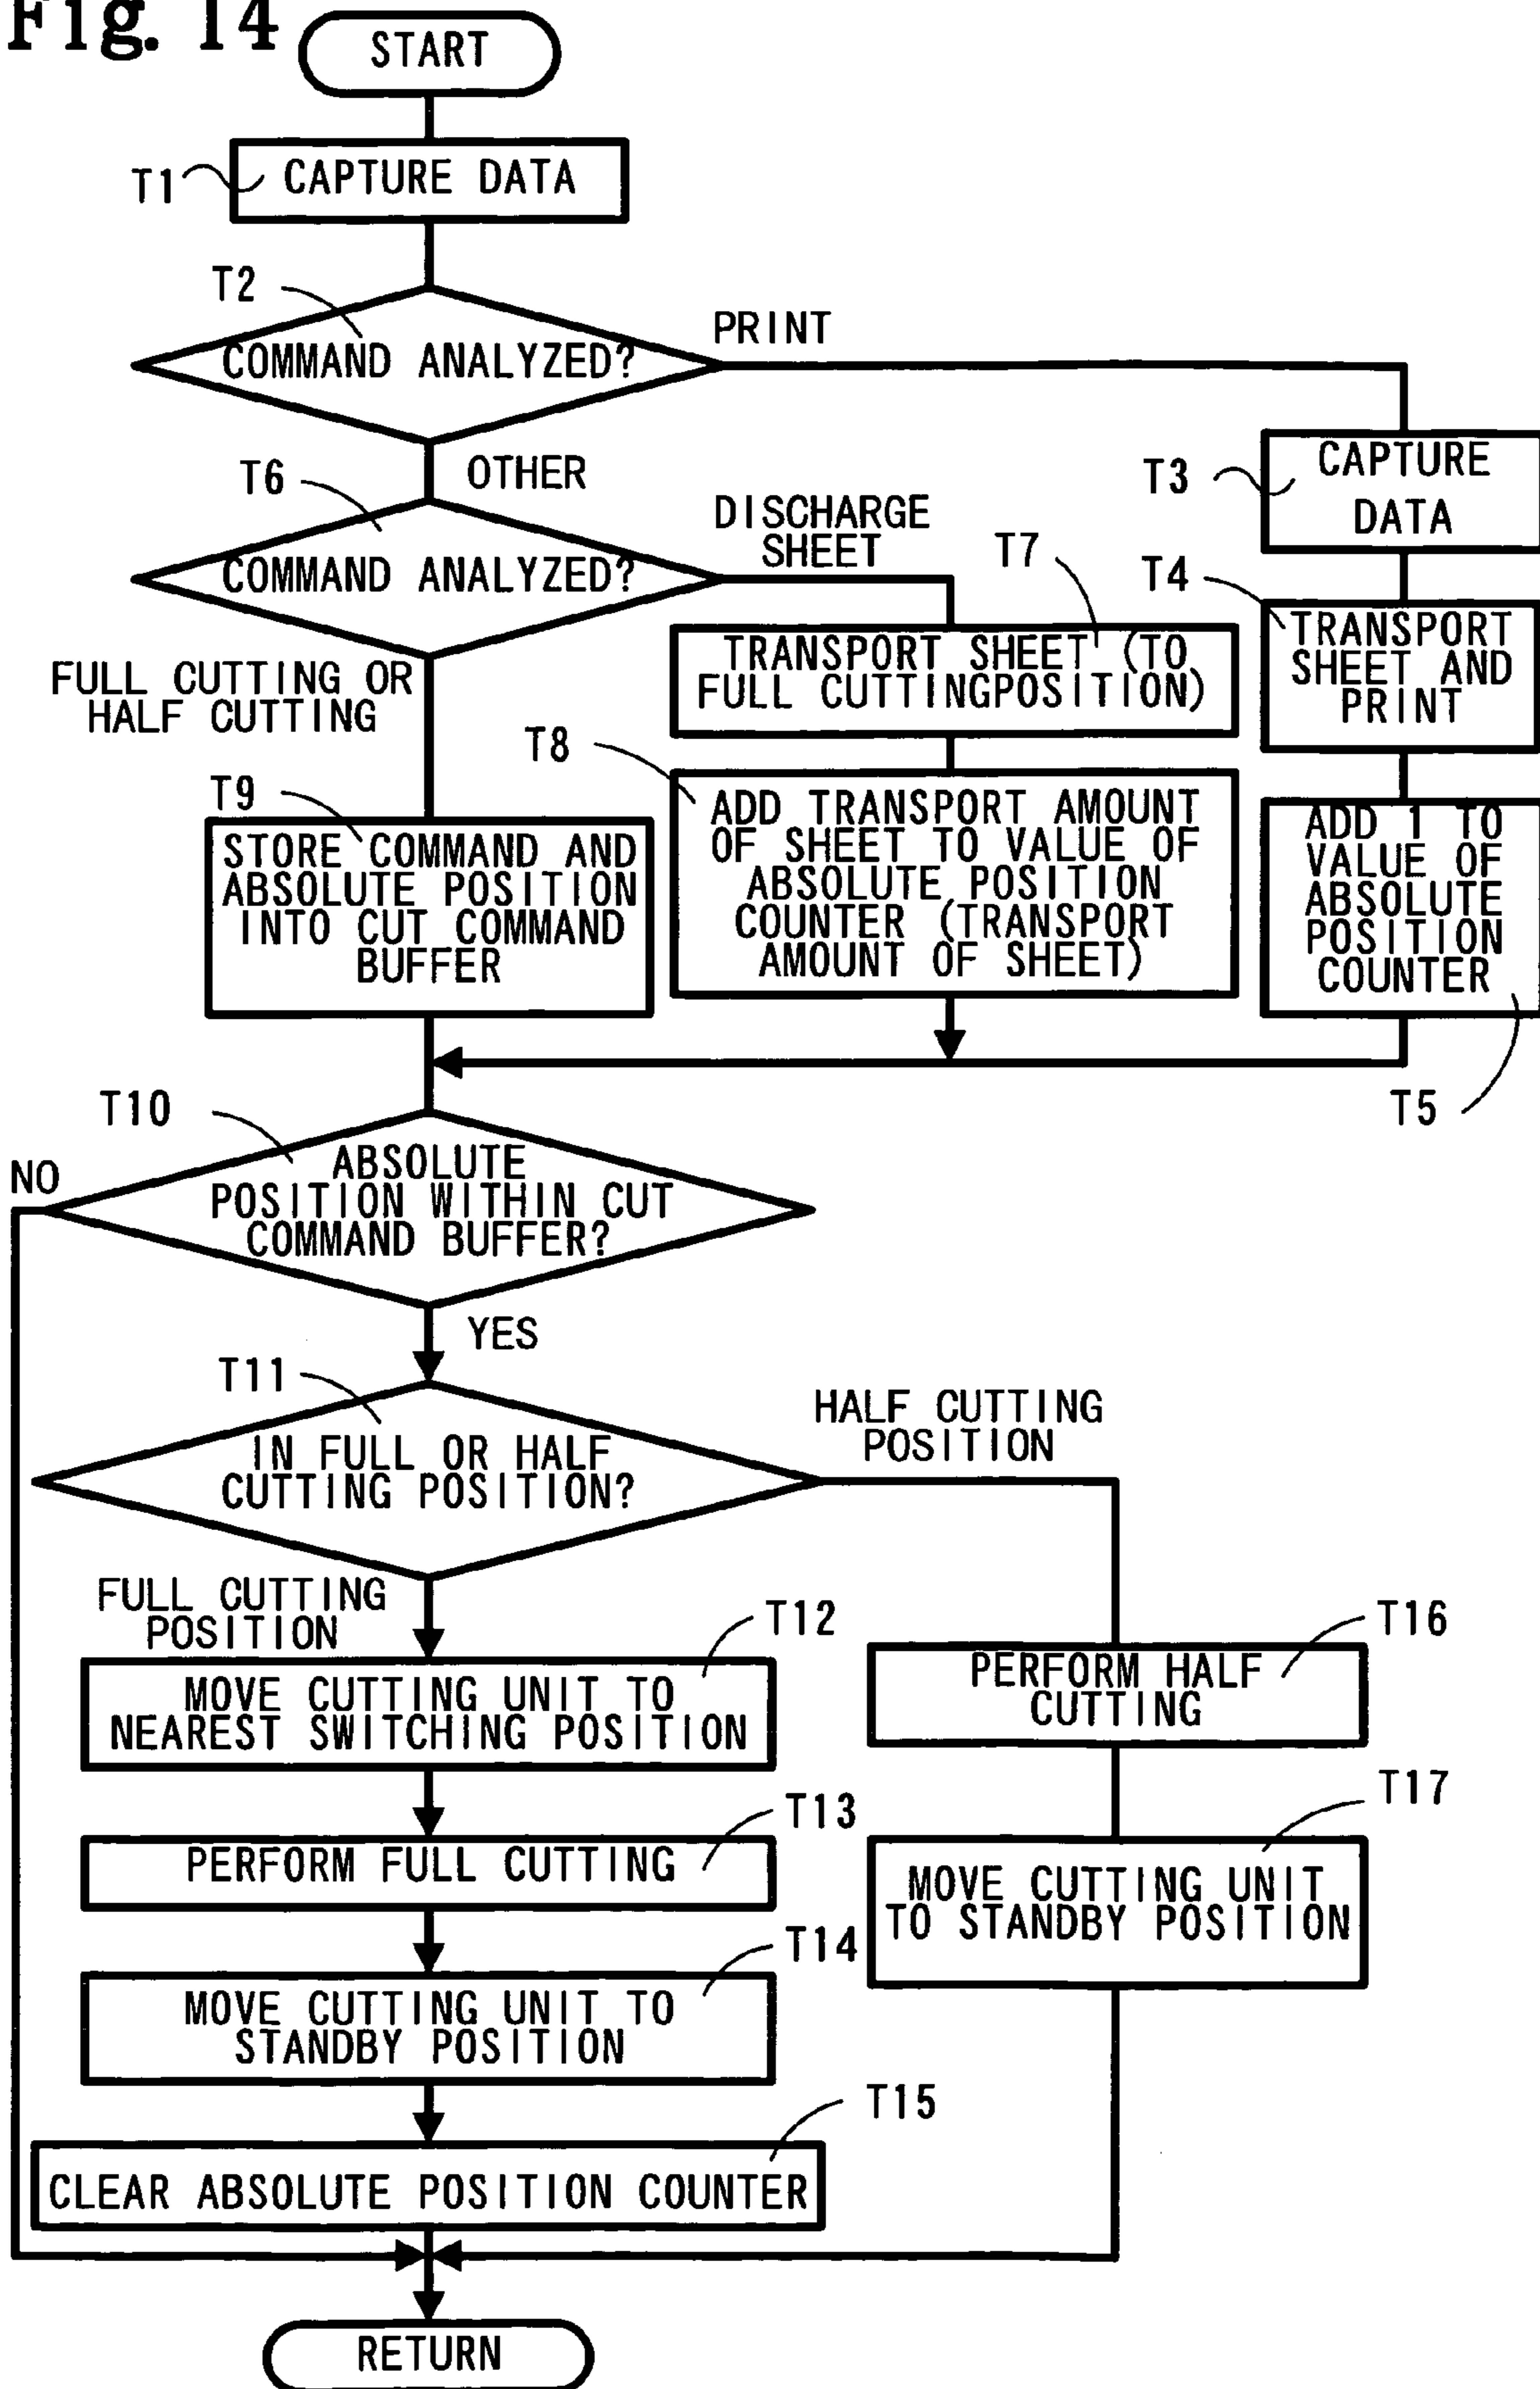 Fig. 14
START
T1
CAPTURE DATA
T2
COMMAND ANALYZED?
PRINT
T3
CAPTURE
DATA
T4
TRANSPORT
SHEET AND
PRINT
ADD 1 TO
VALUE OF
ABSOLUTE
POSITION
COUNTER
T5
OTHER
T6
COMMAND ANALYZED?
DISCHARGE
SHEET
T7
TRANSPORT SHEET (TO
FULL CUTTINGPOSITION)
T8
ADD TRANSPORT AMOUNT
OF SHEET TO VALUE OF
ABSOLUTE POSITION
COUNTER (TRANSPORT
AMOUNT OF SHEET)
FULL CUTTING OR
HALF CUTTING
T9
STORE COMMAND AND
ABSOLUTE POSITION
INTO CUT COMMAND
BUFFER
T10
ABSOLUTE
POSITION WITHIN CUT
COMMAND BUFFER?
NO
YES
T11
IN FULL OR HALF
CUTTING POSITION?
HALF CUTTING
POSITION
FULL CUTTING
POSITION
T12
MOVE CUTTING UNIT TO
NEAREST SWITCHING POSITION
T13
PERFORM FULL CUTTING
T14
MOVE CUTTING UNIT TO
STANDBY POSITION
T15
CLEAR ABSOLUTE POSITION COUNTER
T16
PERFORM HALF
CUTTING
T17
MOVE CUTTING UNIT
TO STANDBY POSITION
RETURN